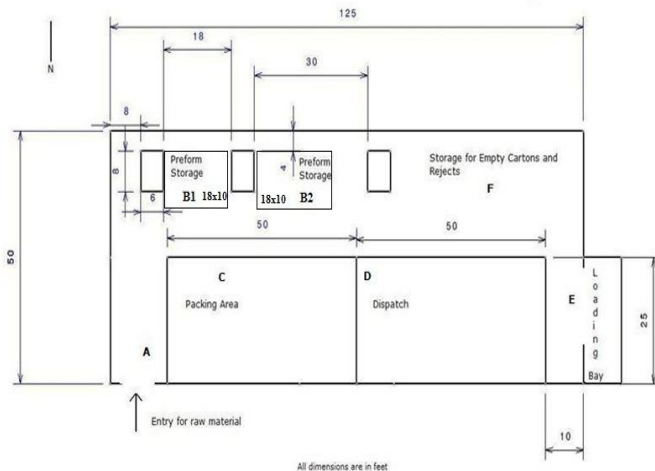 125
18
30
N
8
8
6
4
Preform
Storage
B1 18x10
Preform
Storage
18x10 B2
Storage for Empty Cartons and
Rejects
F
50
50
50
C
D
Packing Area
Dispatch
E
L
o
a
d
i
n
g
Bay
25
A
10
Entry for raw material
All dimensions are in feet